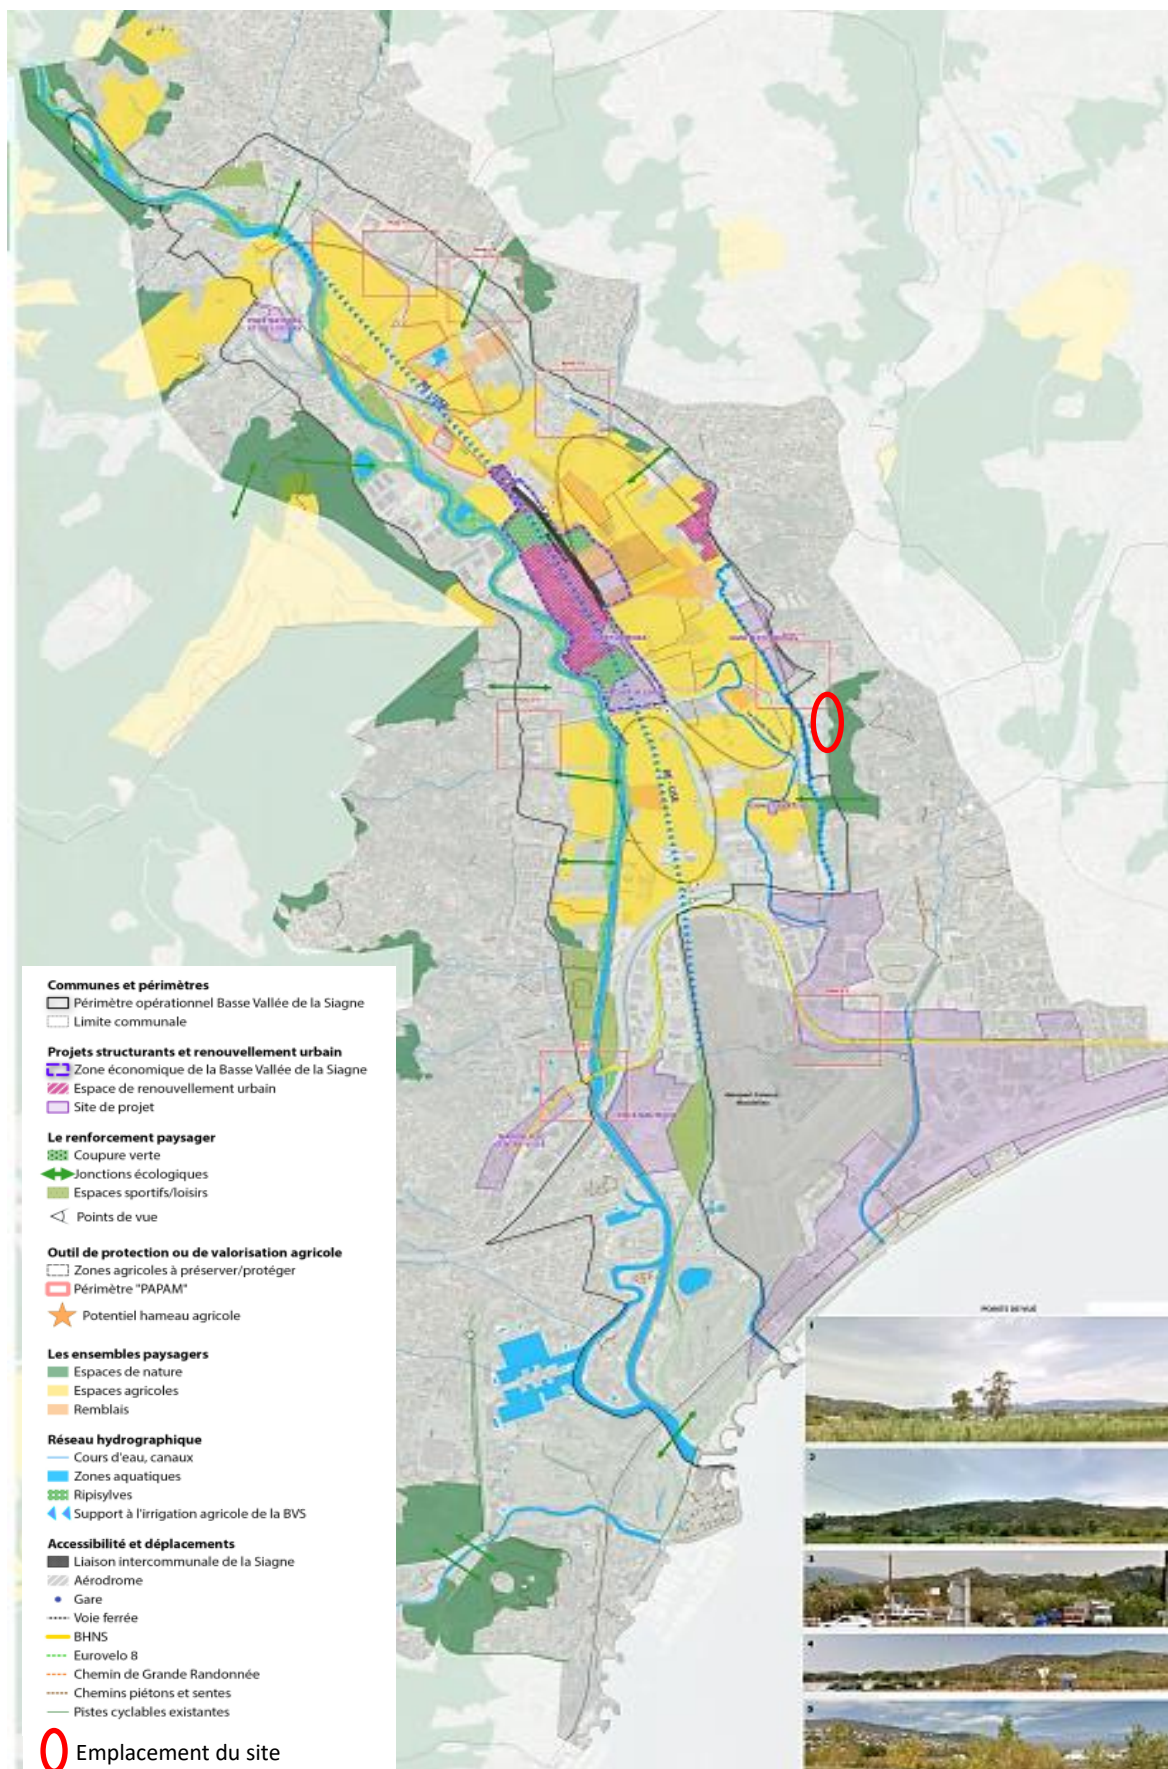 Communes et périmètres
Périmètre opérationnel Basse Vallée de la Siagne
Limite communale
Projets structurants et renouvellement urbain
Zone économique de la Basse Vallée de la Siagne
Espace de renouvellement urbain
Site de projet
Le renforcement paysager
Coupure verte
Jonctions écologiques
Espaces sportifs/loisirs
Points de vue
Outil de protection ou de valorisation agricole
Zones agricoles à préserver/protéger
Périmètre "PAPAM"
Potentiel hameau agricole
Les ensembles paysagers
Espaces de nature
Espaces agricoles
Remblais
Réseau hydrographique
Cours d'eau, canaux
Zones aquatiques
Ripisylves
Support à l'irrigation agricole de la BVS
Accessibilité et déplacements
Liaison intercommunale de la Siagne
Aérodrome
Gare
Voie ferrée
BHNS
Eurovelo 8
Chemin de Grande Randonnée
Chemins piétons et sentes
Pistes cyclables existantes
Emplacement du site
POINTS DE VUE
1
2
3
4
5